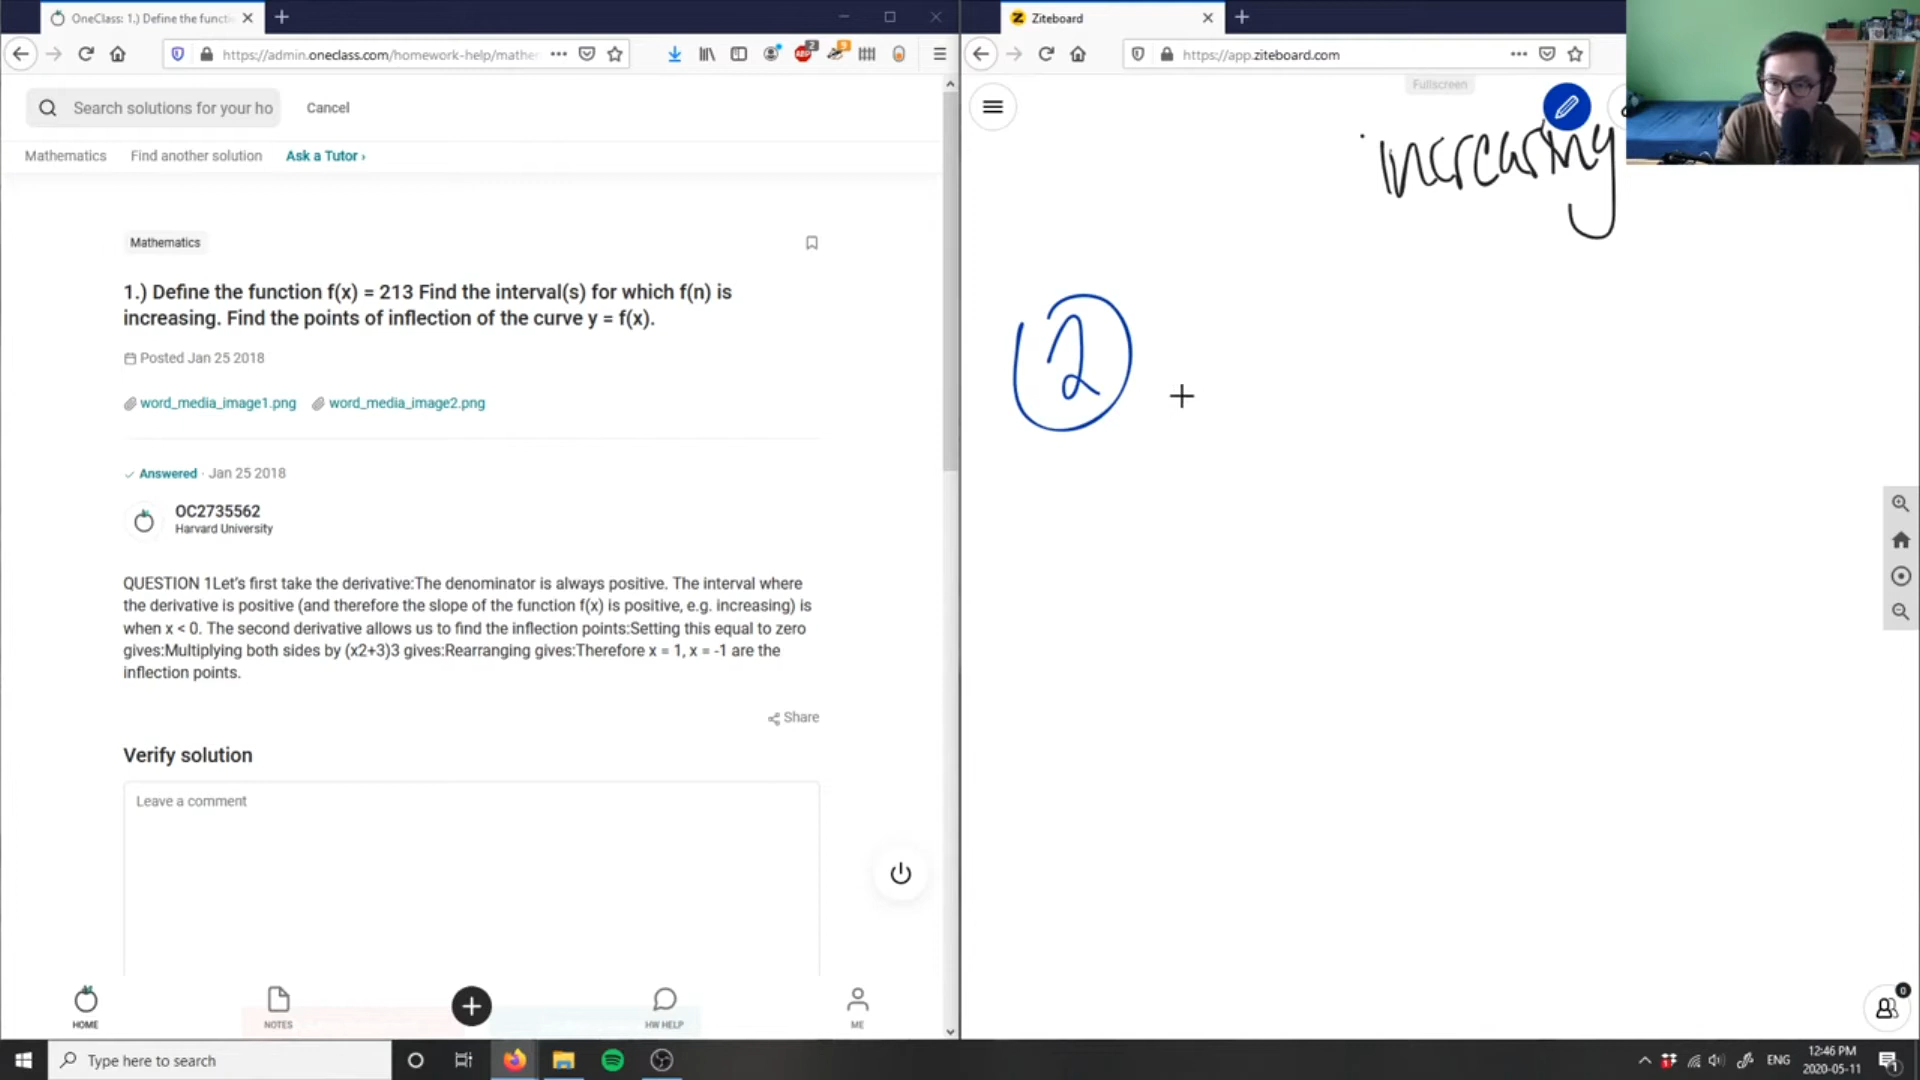 OneClass: 1.) Define the functi
Ziteboard
https://admin.oneclass.com/homework-help/mathe
https://app.ziteboard.com
Fullscreen
Search solutions for your ho
Cancel
Mathematics
Find another solution
Ask a Tutor ›
increasing
Mathematics
1.) Define the function f(x) = 213 Find the interval(s) for which f(n) is
increasing. Find the points of inflection of the curve y = f(x).
Posted Jan 25 2018
word_media_image1.png
word_media_image2.png
2
Answered · Jan 25 2018
OC2735562
Harvard University
QUESTION 1Let's first take the derivative:The denominator is always positive. The interval where
the derivative is positive (and therefore the slope of the function f(x) is positive, e.g. increasing) is
when x < 0. The second derivative allows us to find the inflection points:Setting this equal to zero
gives:Multiplying both sides by (x2+3)3 gives:Rearranging gives:Therefore x = 1, x = -1 are the
inflection points.
Share
Verify solution
Leave a comment
HOME
NOTES
HW HELP
ME
0
Type here to search
ENG
12:46 PM
2020-05-11